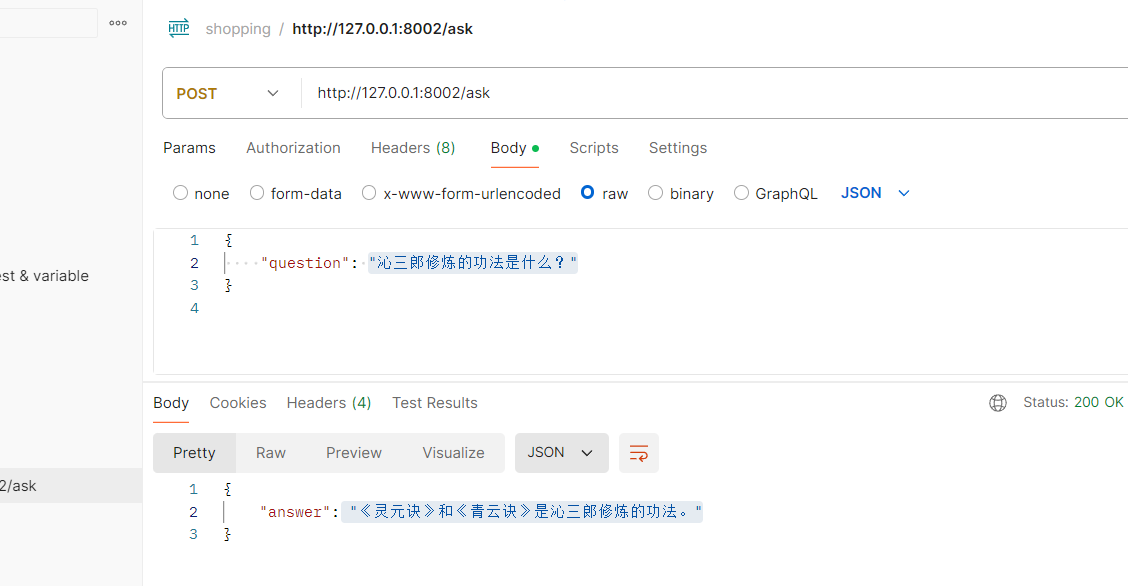 shopping / http://127.0.0.1:8002/ask
POST http://127.0.0.1:8002/ask
Params Authorization Headers (8) Body Scripts Settings
none form-data x-www-form-urlencoded raw binary GraphQL JSON
1 {
2 "question": "沁三郎修炼的功法是什么？"
3 }
4
est & variable
Body Cookies Headers (4) Test Results Status: 200 OK
Pretty Raw Preview Visualize JSON
2/ask
1 {
2 "answer": "《灵元诀》和《青云诀》是沁三郎修炼的功法。"
3 }